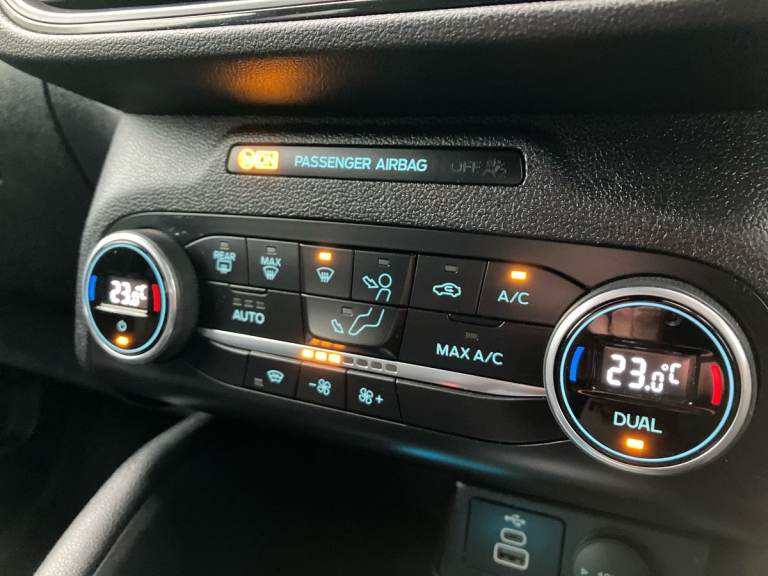 ON PASSENGER AIRBAG OFF
REAR MAX A/C
23.0°C
AUTO MAX A/C
23.0°C
DUAL
- +